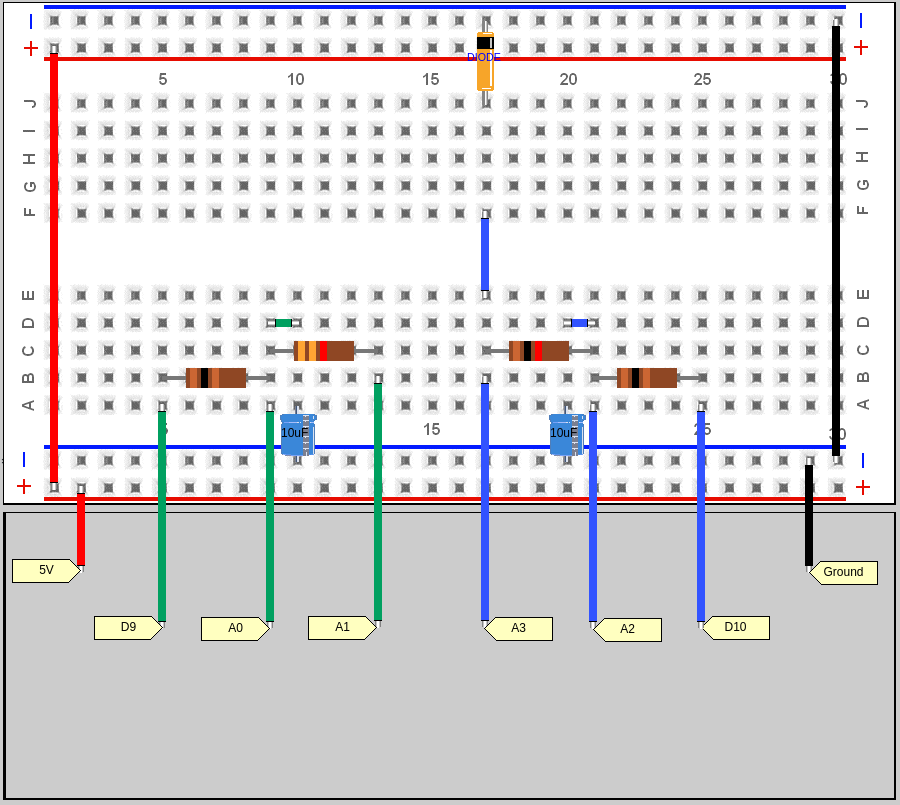 — —
DIODE
+ +
5 10 15 20 25 30
J J
I I
H H
G G
F F
E E
D D
C C
B B
A A
5 15 25 30
10uF 10uF
— —
+ +
5V Ground
D9 A0 A1 A3 A2 D10